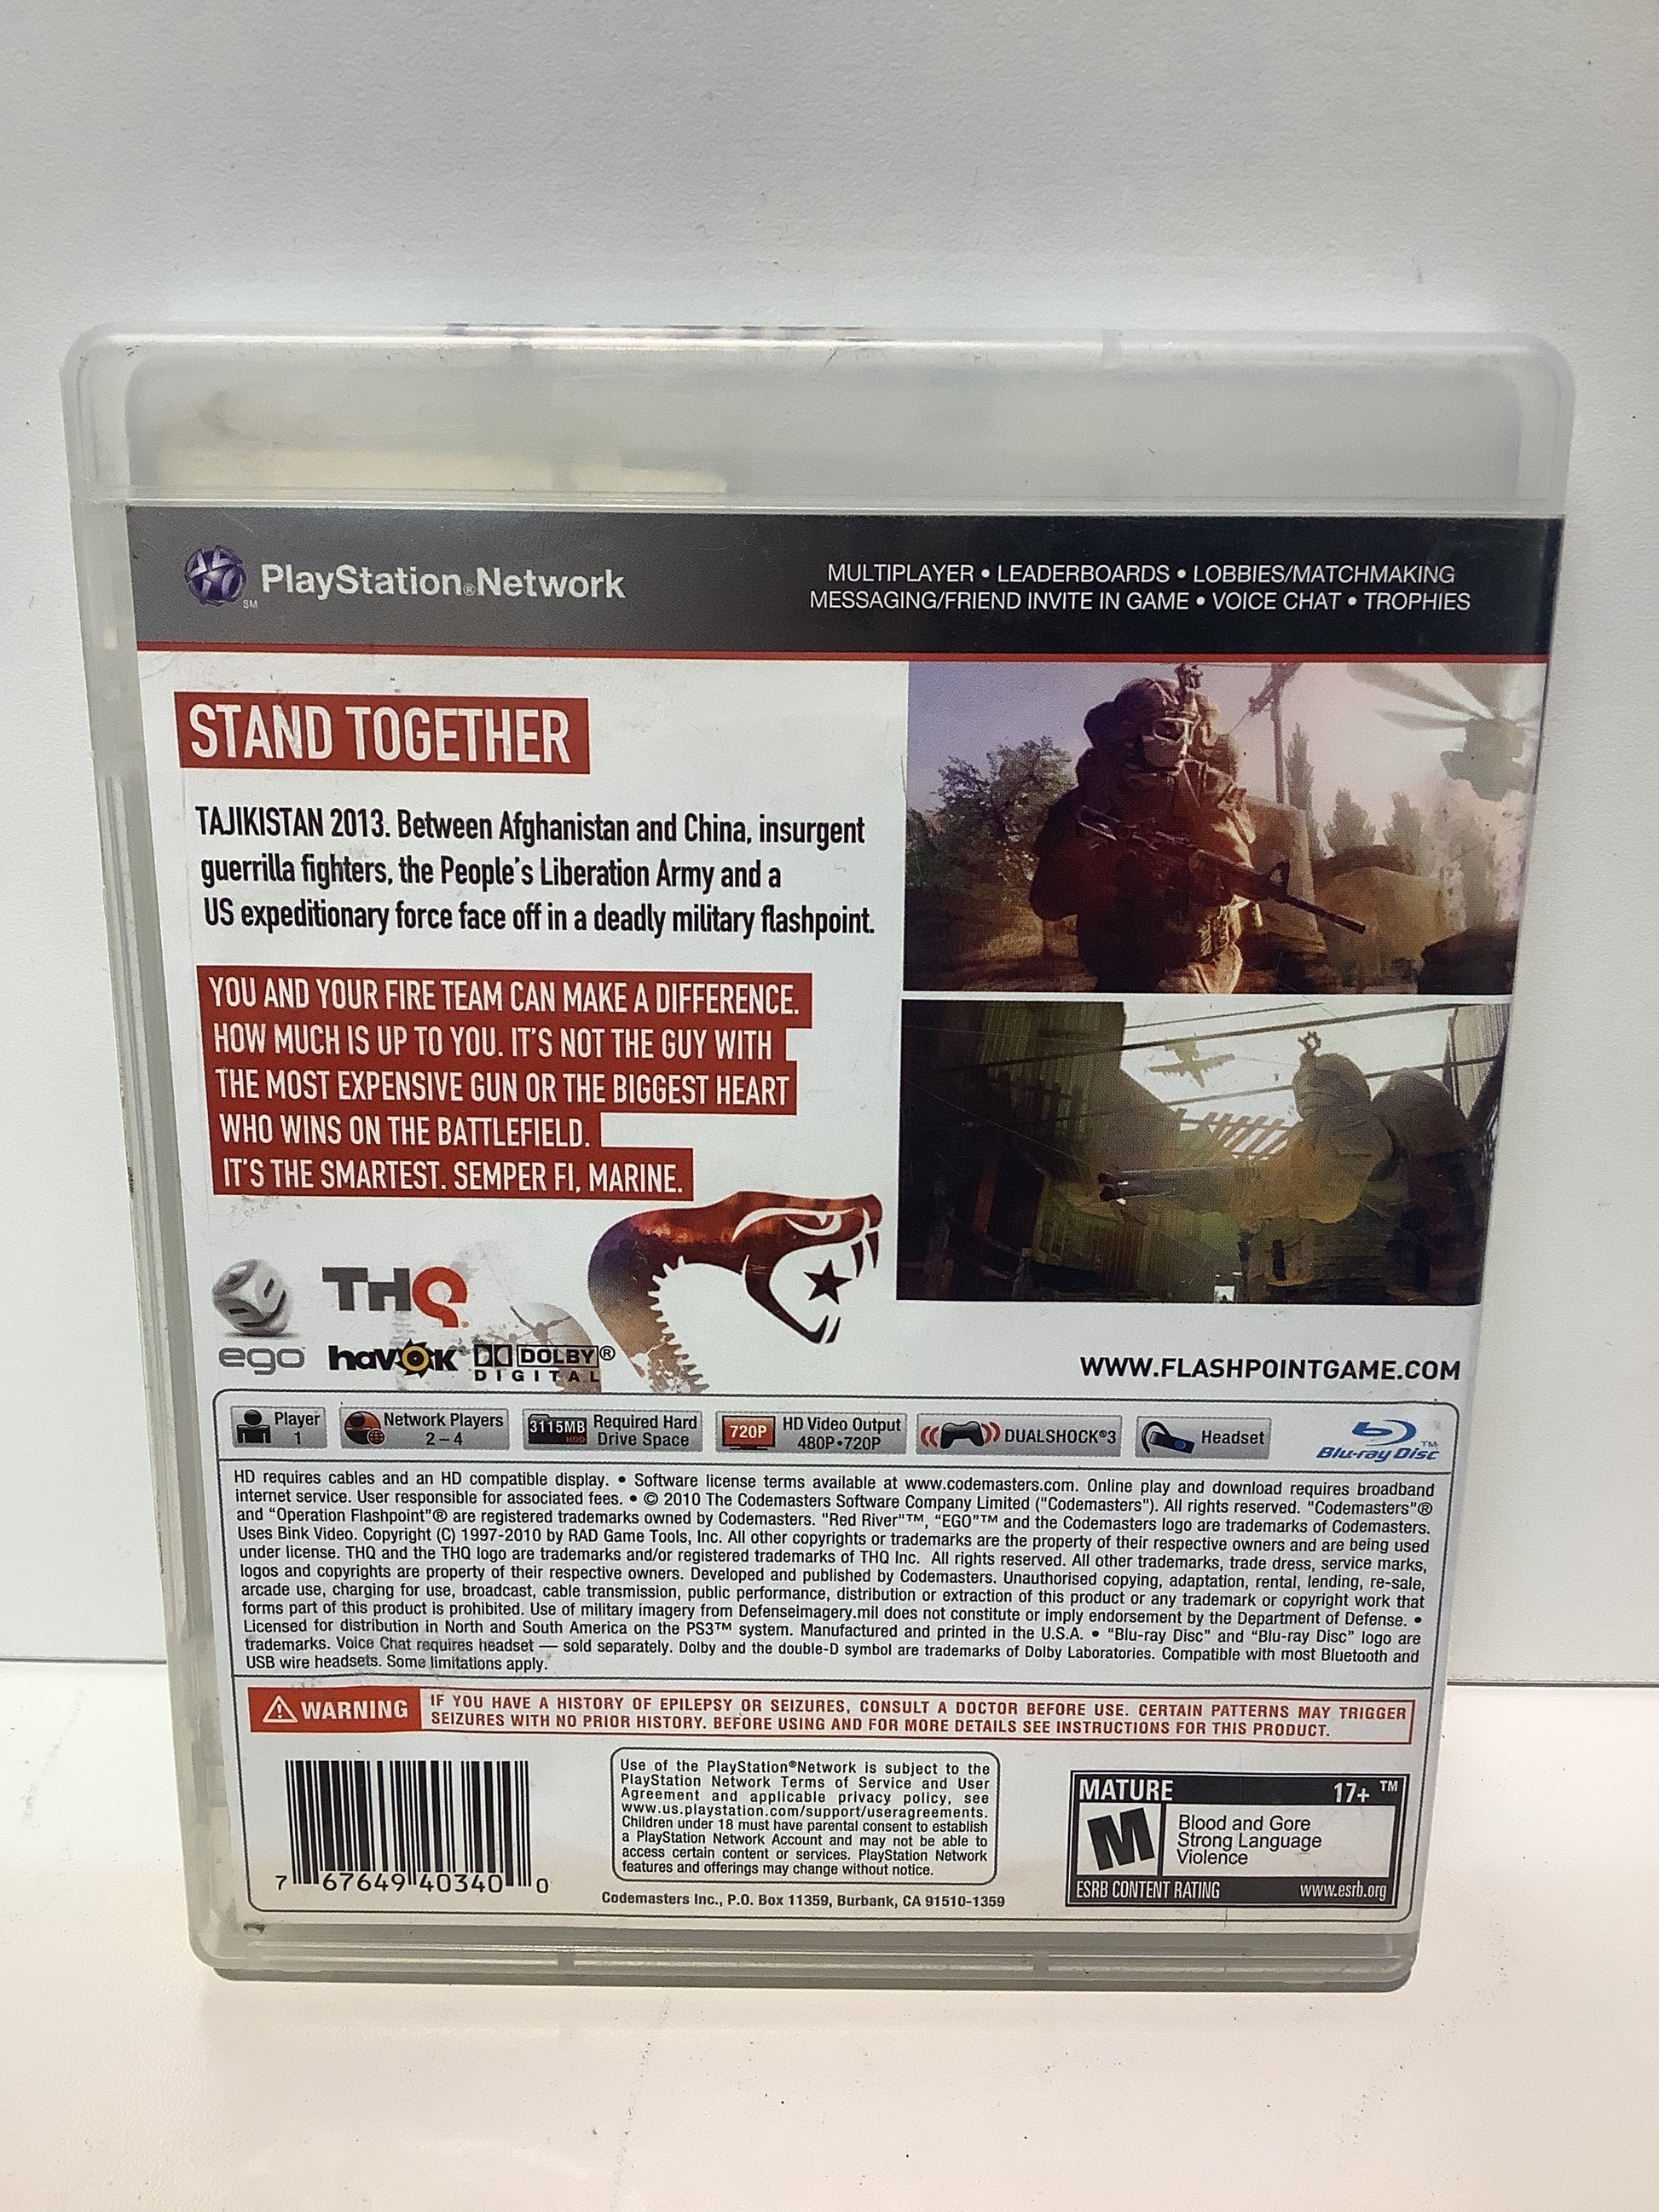 PlayStation®Network
SM
MULTIPLAYER • LEADERBOARDS • LOBBIES/MATCHMAKING
MESSAGING/FRIEND INVITE IN GAME • VOICE CHAT • TROPHIES
STAND TOGETHER
TAJIKISTAN 2013. Between Afghanistan and China, insurgent
guerrilla fighters, the People's Liberation Army and a
US expeditionary force face off in a deadly military flashpoint.
YOU AND YOUR FIRE TEAM CAN MAKE A DIFFERENCE.
HOW MUCH IS UP TO YOU. IT'S NOT THE GUY WITH
THE MOST EXPENSIVE GUN OR THE BIGGEST HEART
WHO WINS ON THE BATTLEFIELD.
IT'S THE SMARTEST. SEMPER FI, MARINE.
THQ
ego
havok
DOLBY®
DIGITAL
WWW.FLASHPOINTGAME.COM
Player
1
Network Players
2 – 4
3115MB
HDD
Required Hard
Drive Space
720P
HD Video Output
480P•720P
DUALSHOCK®3
Headset
Blu-ray Disc™
HD requires cables and an HD compatible display. • Software license terms available at www.codemasters.com. Online play and download requires broadband
internet service. User responsible for associated fees. • © 2010 The Codemasters Software Company Limited ("Codemasters"). All rights reserved. "Codemasters"®
and "Operation Flashpoint"® are registered trademarks owned by Codemasters. "Red River"™, "EGO"™ and the Codemasters logo are trademarks of Codemasters.
Uses Bink Video. Copyright (C) 1997-2010 by RAD Game Tools, Inc. All other copyrights or trademarks are the property of their respective owners and are being used
under license. THQ and the THQ logo are trademarks and/or registered trademarks of THQ Inc. All rights reserved. All other trademarks, trade dress, service marks,
logos and copyrights are property of their respective owners. Developed and published by Codemasters. Unauthorised copying, adaptation, rental, lending, re-sale,
arcade use, charging for use, broadcast, cable transmission, public performance, distribution or extraction of this product or any trademark or copyright work that
forms part of this product is prohibited. Use of military imagery from Defenseimagery.mil does not constitute or imply endorsement by the Department of Defense. •
Licensed for distribution in North and South America on the PS3™ system. Manufactured and printed in the U.S.A. • "Blu-ray Disc" and "Blu-ray Disc" logo are
trademarks. Voice Chat requires headset — sold separately. Dolby and the double-D symbol are trademarks of Dolby Laboratories. Compatible with most Bluetooth and
USB wire headsets. Some limitations apply.
WARNING
IF YOU HAVE A HISTORY OF EPILEPSY OR SEIZURES, CONSULT A DOCTOR BEFORE USE. CERTAIN PATTERNS MAY TRIGGER
SEIZURES WITH NO PRIOR HISTORY. BEFORE USING AND FOR MORE DETAILS SEE INSTRUCTIONS FOR THIS PRODUCT.
7 67649 40340 0
Use of the PlayStation®Network is subject to the
PlayStation Network Terms of Service and User
Agreement and applicable privacy policy, see
www.us.playstation.com/support/useragreements.
Children under 18 must have parental consent to establish
a PlayStation Network Account and may not be able to
access certain content or services. PlayStation Network
features and offerings may change without notice.
Codemasters Inc., P.O. Box 11359, Burbank, CA 91510-1359
MATURE 17+ ™
M
Blood and Gore
Strong Language
Violence
ESRB CONTENT RATING www.esrb.org